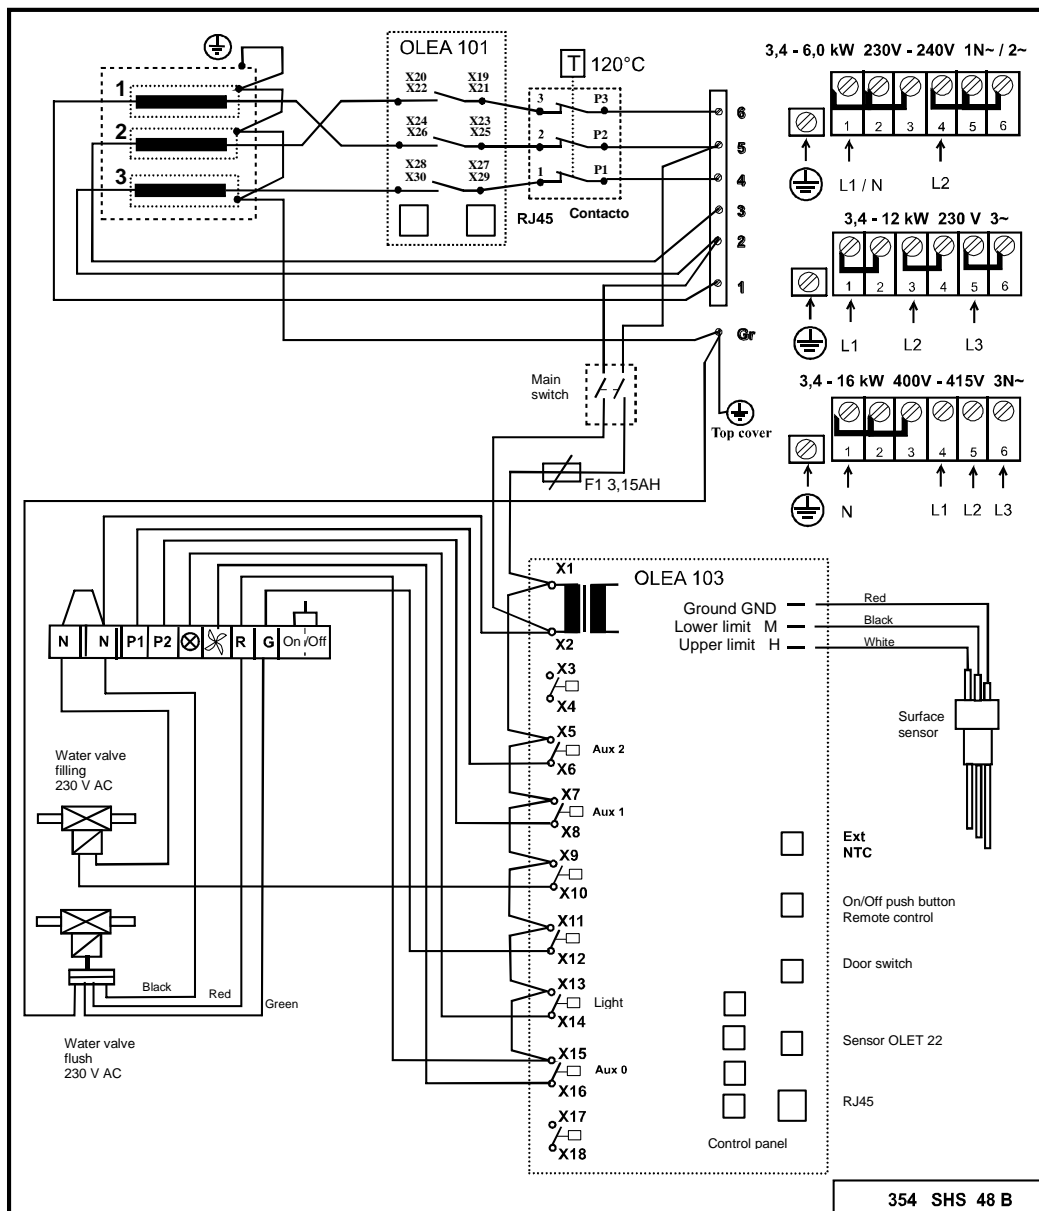 OLEA 101
T 120°C
3,4 - 6,0 kW 230V - 240V 1N~ / 2~
1
2
3
X20 X19
X22 X21
X24 X23
X26 X25
X28 X27
X30 X29
3 P3
2 P2
1 P1
RJ45
Contacto
6
5
4
3
2
1
Gr
1 2 3 4 5 6
L1 / N L2
3,4 - 12 kW 230 V 3~
1 2 3 4 5 6
L1 L2 L3
3,4 - 16 kW 400V - 415V 3N~
1 2 3 4 5 6
N L1 L2 L3
Main
switch
Top cover
F1 3,15AH
X1
OLEA 103
X2
Ground GND
Lower limit M
Upper limit H
Red
Black
White
Surface
sensor
N N P1 P2 R G On /Off
X3
X4
X5
Aux 2
X6
X7
Aux 1
X8
X9
X10
X11
X12
X13
Light
X14
X15
Aux 0
X16
X17
X18
Water valve
filling
230 V AC
Black
Red
Green
Water valve
flush
230 V AC
Ext
NTC
On/Off push button
Remote control
Door switch
Sensor OLET 22
RJ45
Control panel
354 SHS 48 B